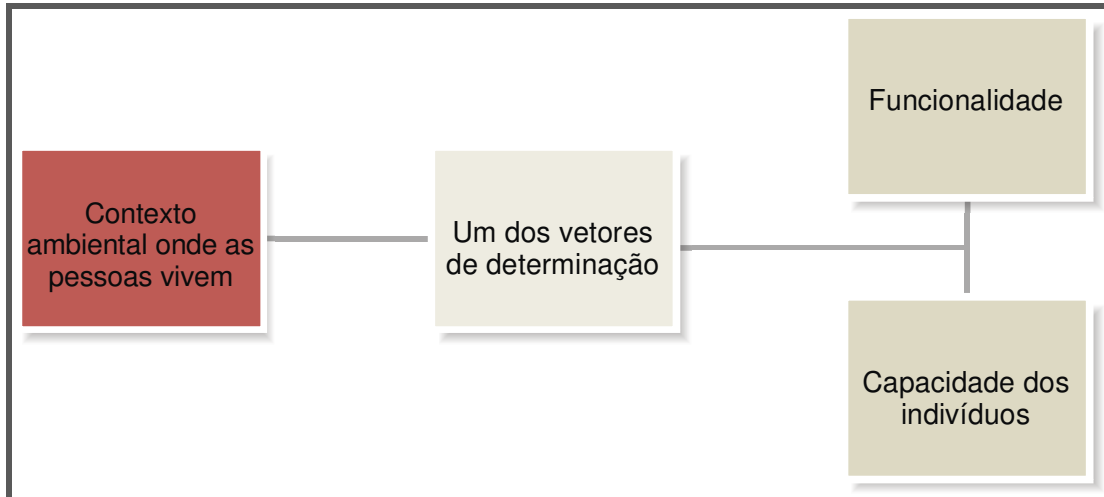 Contexto
ambiental onde as
pessoas vivem
Um dos vetores
de determinação
Funcionalidade
Capacidade dos
indivíduos